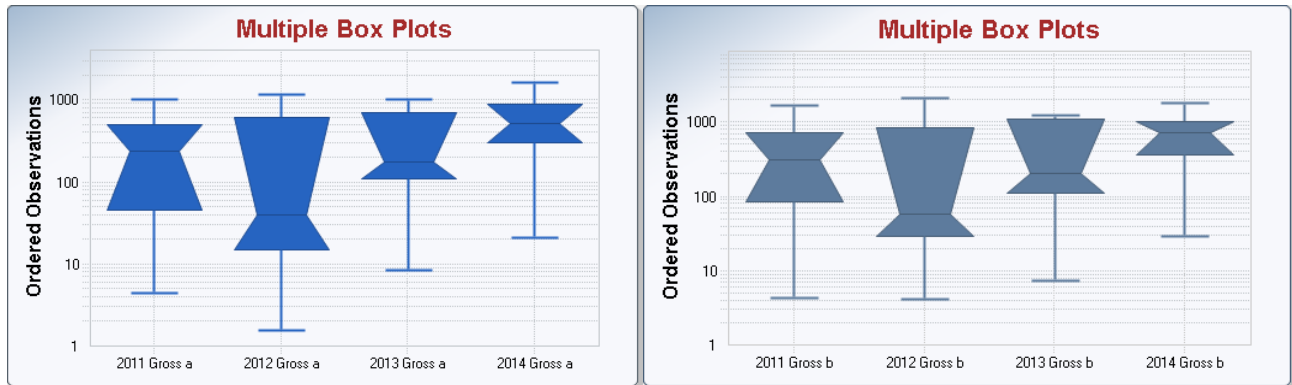 Multiple Box Plots
Ordered Observations
1000
100
10
1
2011 Gross a
2012 Gross a
2013 Gross a
2014 Gross a
Multiple Box Plots
Ordered Observations
1000
100
10
1
2011 Gross b
2012 Gross b
2013 Gross b
2014 Gross b